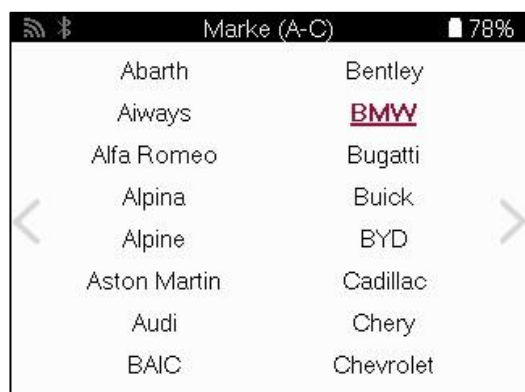 Marke (A-C) 78%
Abarth
Aiways
Alfa Romeo
Alpina
Alpine
Aston Martin
Audi
BAIC
Bentley
BMW
Bugatti
Buick
BYD
Cadillac
Chery
Chevrolet